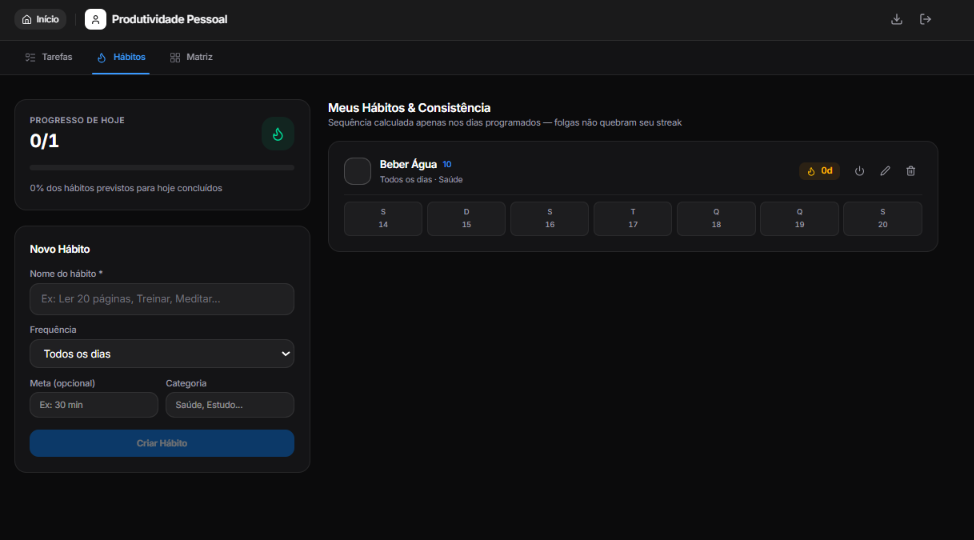 Início
Produtividade Pessoal
Tarefas
Hábitos
Matriz
PROGRESSO DE HOJE
0/1
0% dos hábitos previstos para hoje concluídos
Novo Hábito
Nome do hábito *
Ex: Ler 20 páginas, Treinar, Meditar...
Frequência
Todos os dias
Meta (opcional)
Categoria
Ex: 30 min
Saúde, Estudo...
Criar Hábito
Meus Hábitos & Consistência
Sequência calculada apenas nos dias programados — folgas não quebram seu streak
Beber Água 10
Todos os dias · Saúde
0d
S D S T Q Q S
14 15 16 17 18 19 20